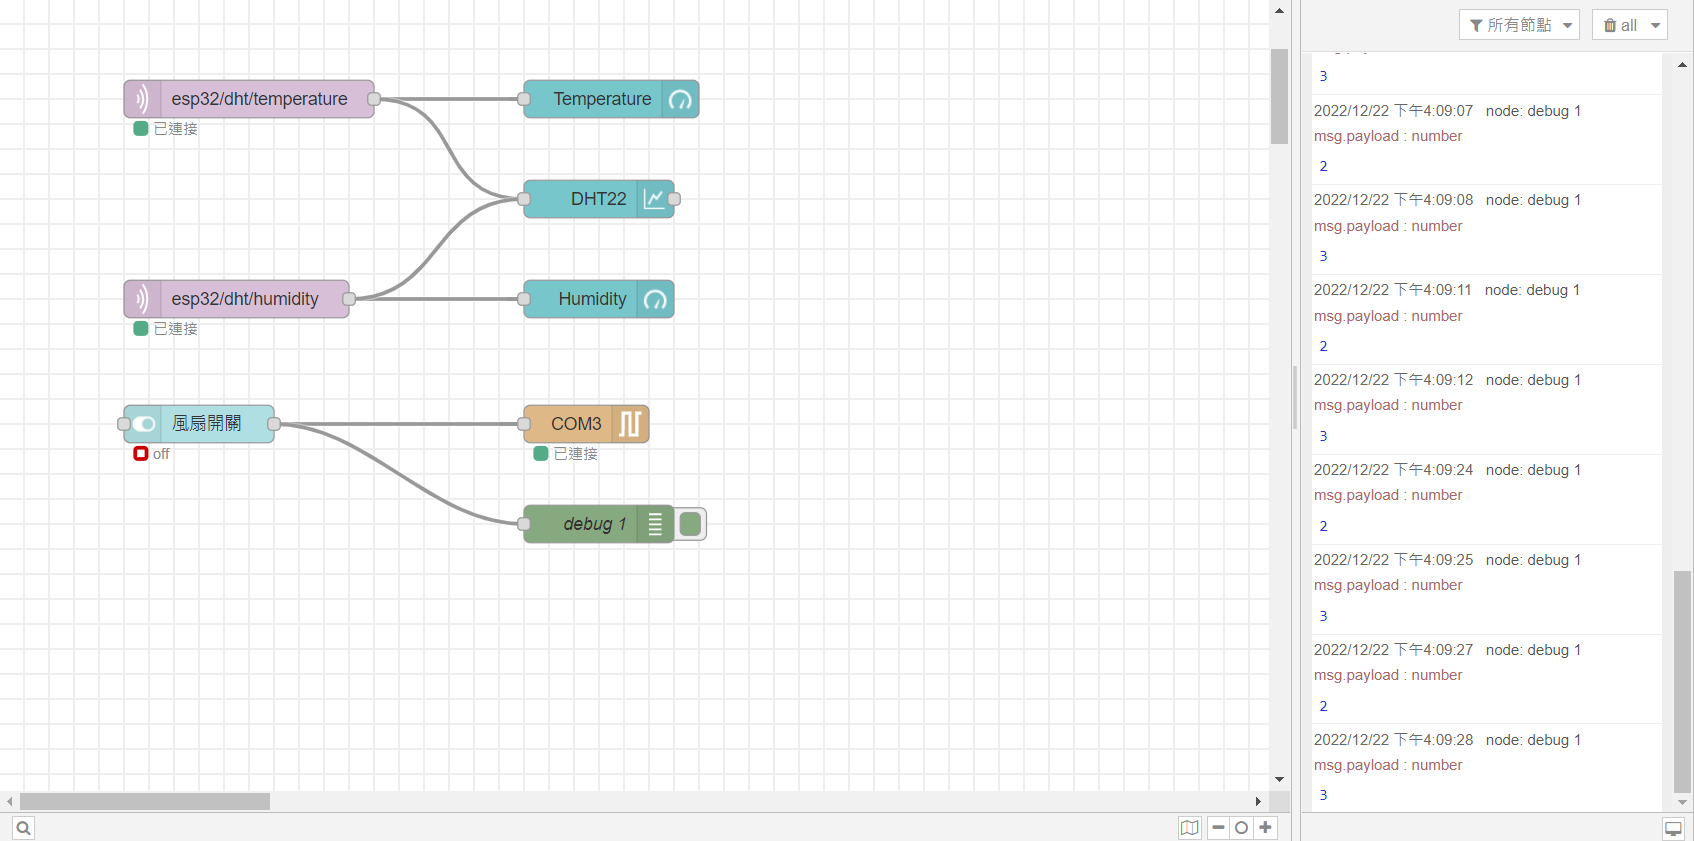 esp32/dht/temperature
已連接
Temperature
DHT22
esp32/dht/humidity
已連接
Humidity
風扇開關
off
COM3
已連接
debug 1
所有節點
all
3
2022/12/22 下午4:09:07 node: debug 1
msg.payload : number
2
2022/12/22 下午4:09:08 node: debug 1
msg.payload : number
3
2022/12/22 下午4:09:11 node: debug 1
msg.payload : number
2
2022/12/22 下午4:09:12 node: debug 1
msg.payload : number
3
2022/12/22 下午4:09:24 node: debug 1
msg.payload : number
2
2022/12/22 下午4:09:25 node: debug 1
msg.payload : number
3
2022/12/22 下午4:09:27 node: debug 1
msg.payload : number
2
2022/12/22 下午4:09:28 node: debug 1
msg.payload : number
3